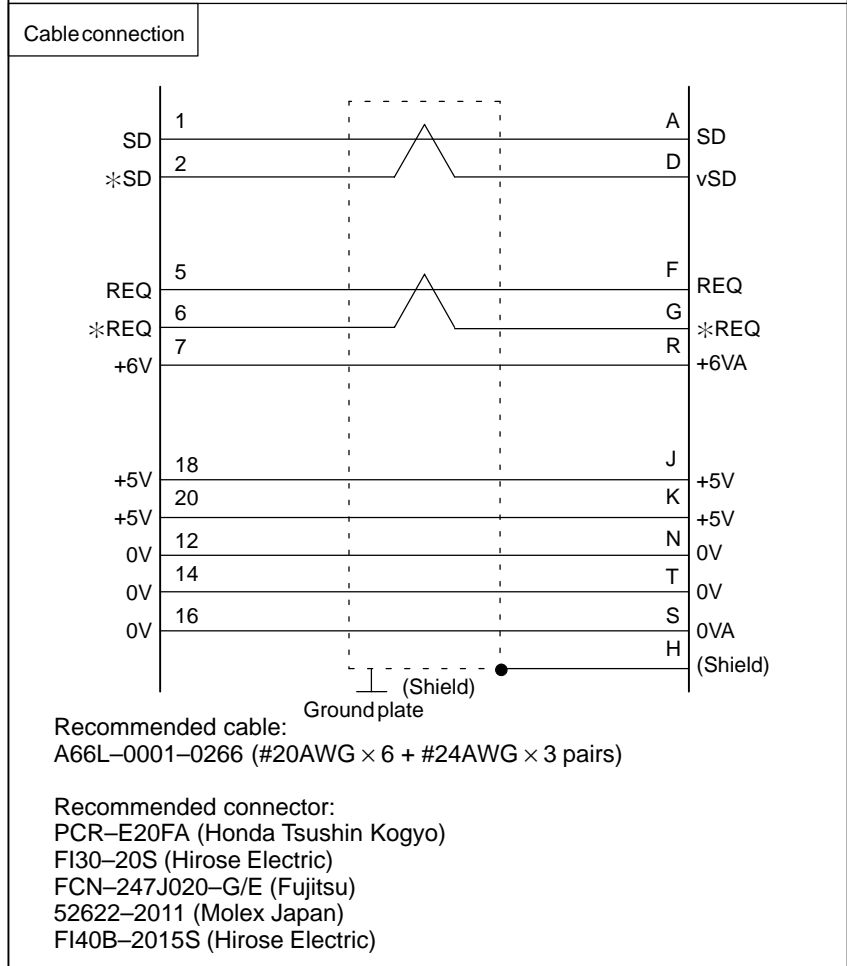 Cable connection
1 A
SD SD
2 D
✻SD vSD
5 F
REQ REQ
6 G
✻REQ ✻REQ
7 R
+6V +6VA
18 J
+5V +5V
20 K
+5V +5V
12 N
0V 0V
14 T
0V 0V
16 S
0V 0VA
H
(Shield) (Shield)
Ground plate
Recommended cable:
A66L–0001–0266 (#20AWG × 6 + #24AWG × 3 pairs)
Recommended connector:
PCR–E20FA (Honda Tsushin Kogyo)
FI30–20S (Hirose Electric)
FCN–247J020–G/E (Fujitsu)
52622–2011 (Molex Japan)
FI40B–2015S (Hirose Electric)